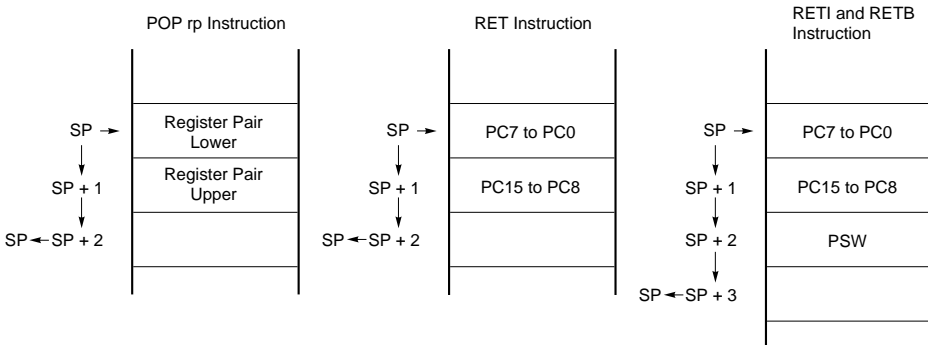 POP rp Instruction
SP
SP + 1
SP
SP + 2
Register Pair
Lower
Register Pair
Upper
RET Instruction
SP
SP + 1
SP
SP + 2
PC7 to PC0
PC15 to PC8
RETI and RETB
Instruction
SP
SP + 1
SP + 2
SP
SP + 3
PC7 to PC0
PC15 to PC8
PSW